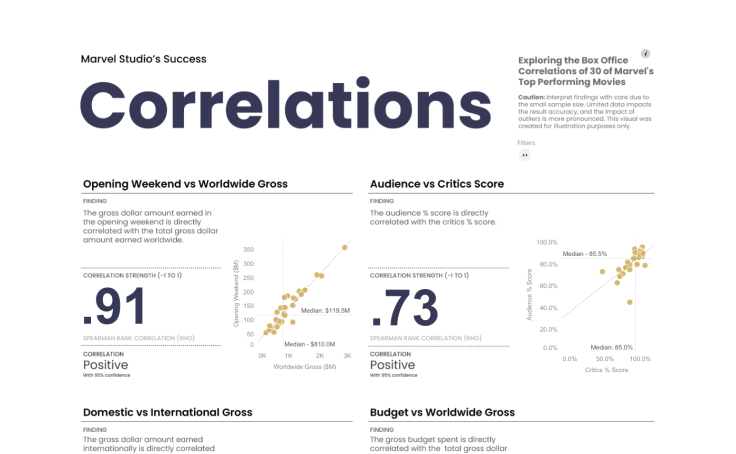 Marvel Studio's Success
Correlations
i
Exploring the Box Office
Correlations of 30 of Marvel's
Top Performing Movies
Caution: Interpret findings with care due to
the small sample size. Limited data impacts
the result accuracy, and the impact of
outliers is more pronounced. This visual was
created for illustration purposes only.
Filters
Opening Weekend vs Worldwide Gross
FINDING
The gross dollar amount earned in
the opening weekend is directly
correlated with the total gross dollar
amount earned worldwide.
CORRELATION STRENGTH (-1 TO 1)
.91
SPEARMAN RANK CORRELATION (RHO)
CORRELATION
Positive
With 95% confidence
Opening Weekend ($M)
350
300
250
200
150
100
50
0
Median: $119.5M
Median - $810.0M
0K 1K 2K 3K
Worldwide Gross ($M)
Audience vs Critics Score
FINDING
The audience % score is directly
correlated with the critics % score.
CORRELATION STRENGTH (-1 TO 1)
.73
SPEARMAN RANK CORRELATION (RHO)
CORRELATION
Positive
With 95% confidence
Audience % Score
100.0%
80.0%
60.0%
40.0%
20.0%
0.0%
Median - 85.5%
Median: 85.0%
0.0% 50.0% 100.0%
Critics % Score
Domestic vs International Gross
FINDING
The gross dollar amount earned
internationally is directly correlated
Budget vs Worldwide Gross
FINDING
The gross budget spent is directly
correlated with the total gross dollar